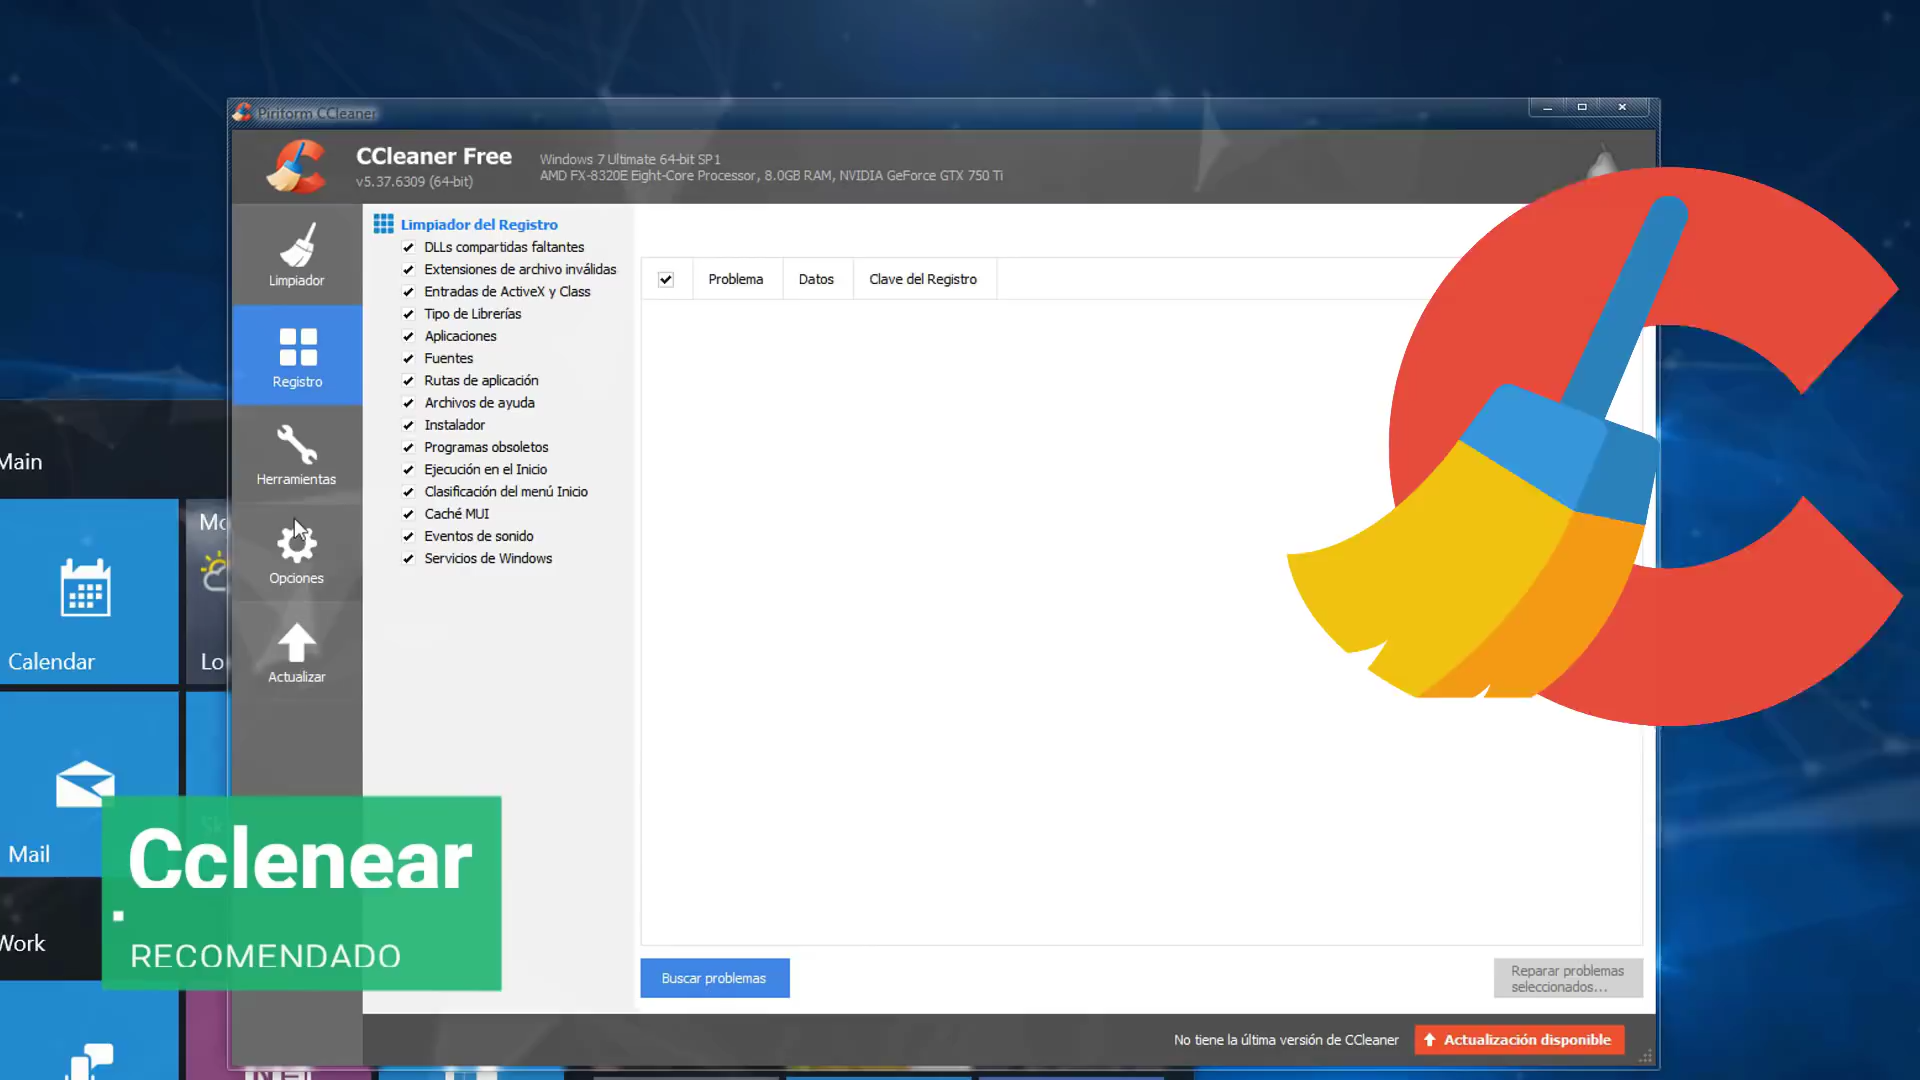 Piriform CCleaner
CCleaner Free
v5.37.6309 (64-bit)
Windows 7 Ultimate 64-bit SP1
AMD FX-8320E Eight-Core Processor, 8.0GB RAM, NVIDIA GeForce GTX 750 Ti
Limpiador
Registro
Herramientas
Opciones
Actualizar
Limpiador del Registro
DLLs compartidas faltantes
Extensiones de archivo inválidas
Entradas de ActiveX y Class
Tipo de Librerías
Aplicaciones
Fuentes
Rutas de aplicación
Archivos de ayuda
Instalador
Programas obsoletos
Ejecución en el Inicio
Clasificación del menú Inicio
Caché MUI
Eventos de sonido
Servicios de Windows
Problema
Datos
Clave del Registro
Buscar problemas
Reparar problemas
seleccionados...
No tiene la última versión de CCleaner
Actualización disponible
Main
Mo
Calendar
Lo
Mail
Work
Cclenear
RECOMENDADO